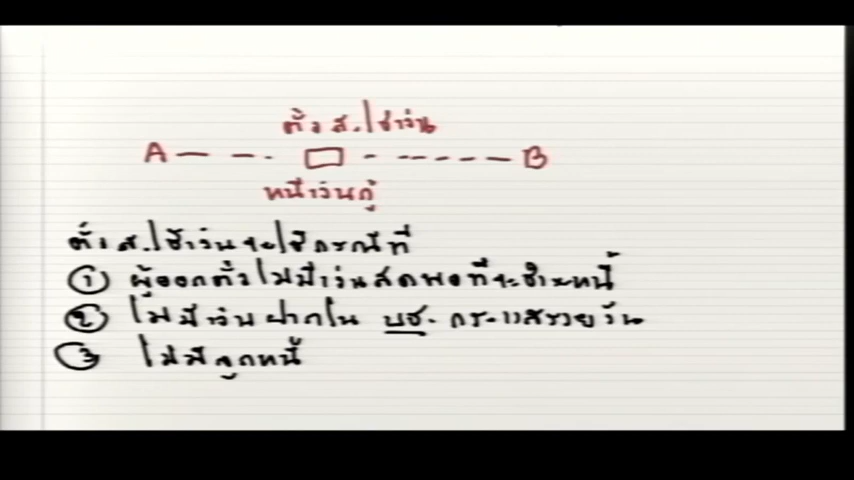 ตั๋ว ส. ใช้เงิน
A B
หนี้เงินกู้
ตั๋ว ส. ใช้เงินจะใช้กรณีที่
① ผู้ออกตั๋วไม่มีเงินสดพอที่จะชำระหนี้
② ไม่มีเงินฝากใน บช. กระแสรายวัน
③ ไม่มีลูกหนี้